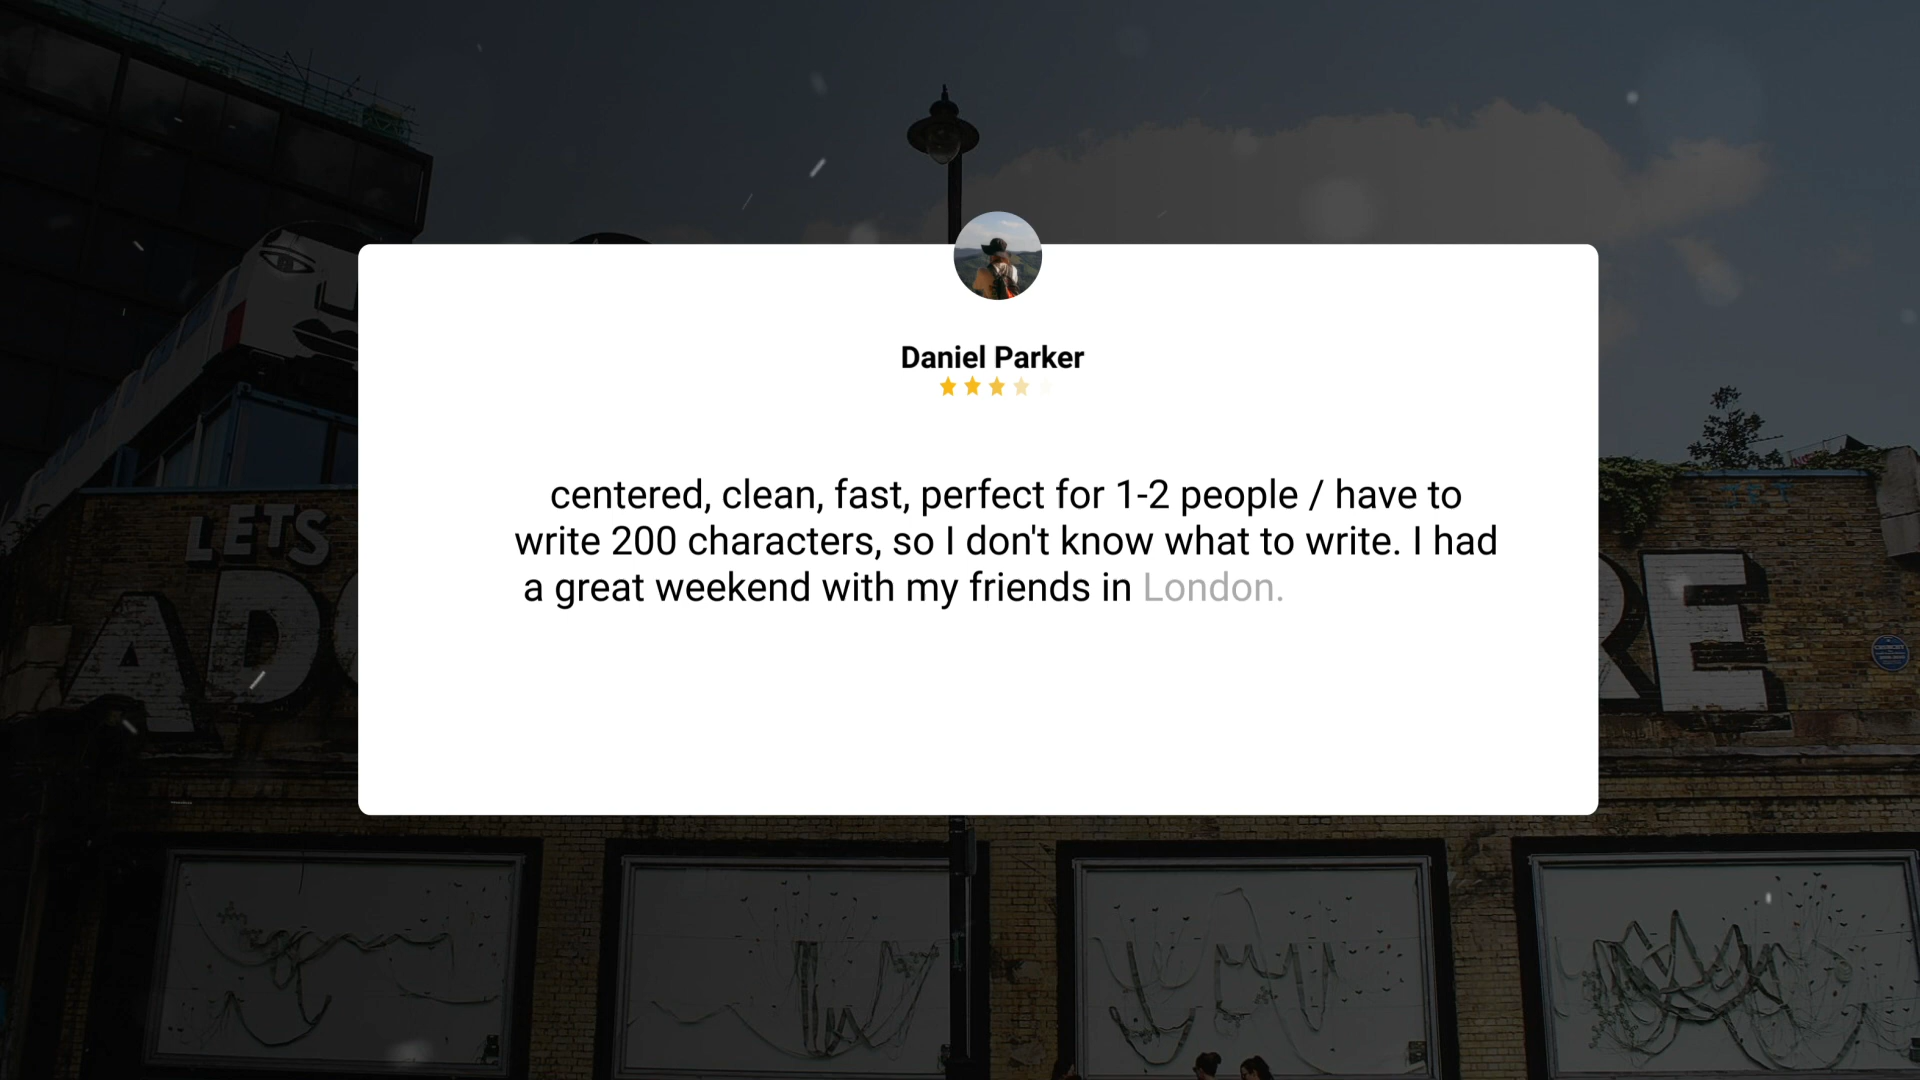 Daniel Parker
centered, clean, fast, perfect for 1-2 people / have to
write 200 characters, so I don't know what to write. I had
a great weekend with my friends in London.
LETS